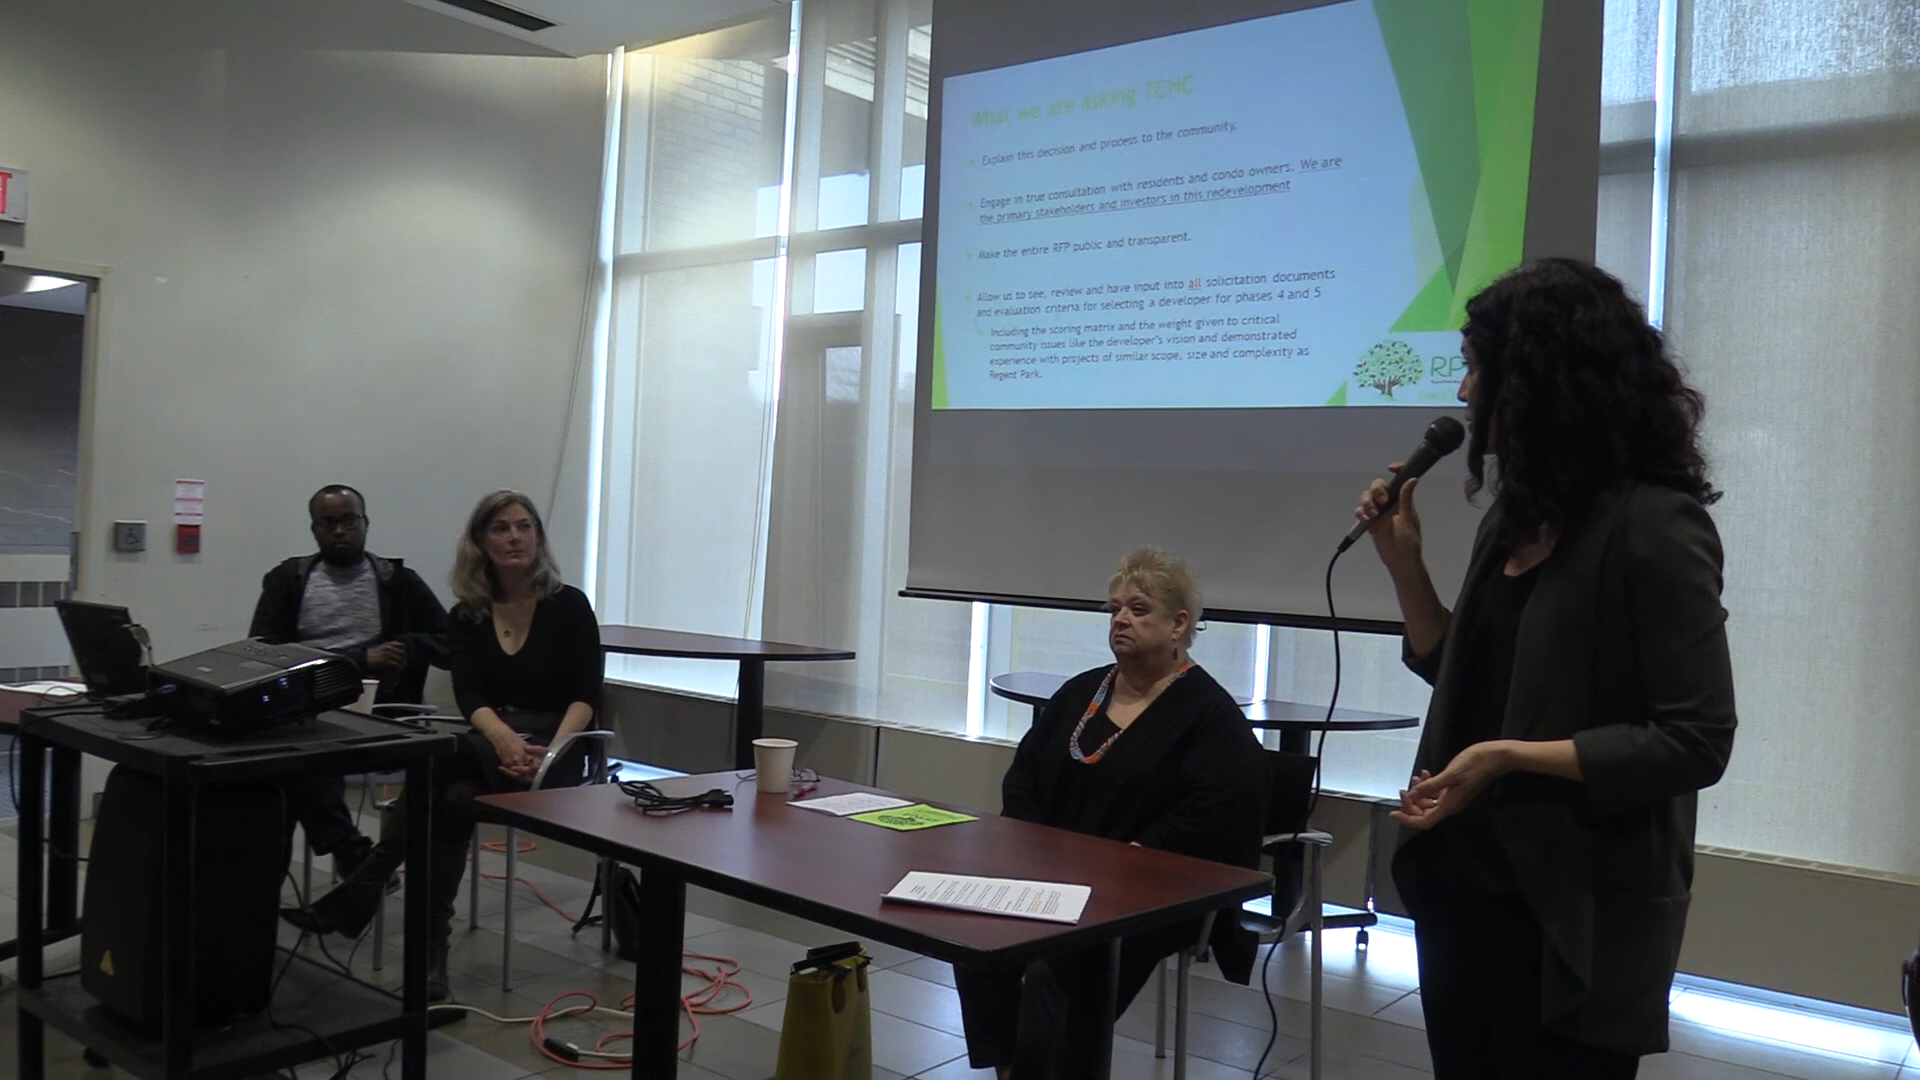 What we are asking TCHC
Explain this decision and process to the community.
Engage in true consultation with residents and condo owners. We are
the primary stakeholders and investors in this redevelopment
Make the entire RFP public and transparent.
Allow us to see, review and have input into all solicitation documents
and evaluation criteria for selecting a developer for phases 4 and 5
Including the scoring matrix and the weight given to critical
community issues like the developer's vision and demonstrated
experience with projects of similar scope, size and complexity as
Regent Park.
RP